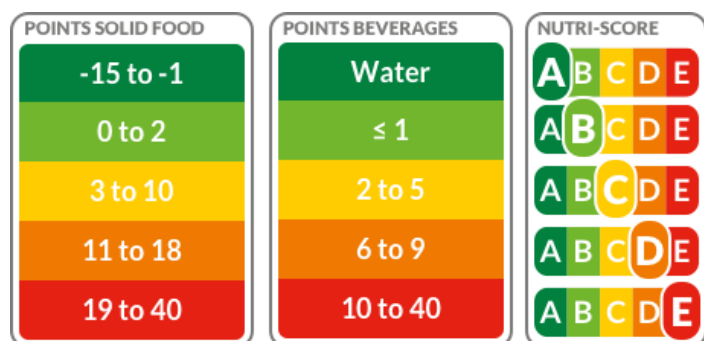 POINTS SOLID FOOD
-15 to -1
0 to 2
3 to 10
11 to 18
19 to 40
POINTS BEVERAGES
Water
≤ 1
2 to 5
6 to 9
10 to 40
NUTRI-SCORE
A B C D E
A B C D E
A B C D E
A B C D E
A B C D E